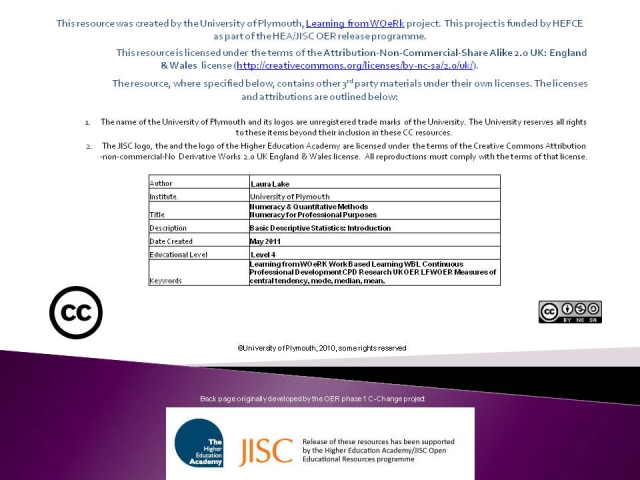 This resource was created by the University of Plymouth, Learning from WOeRk project. This project is funded by HEFCE
as part of the HEA/JISC OER release programme.
This resource is licensed under the terms of the Attribution-Non-Commercial-Share Alike 2.0 UK: England
& Wales license (http://creativecommons.org/licenses/by-nc-sa/2.0/uk/).
The resource, where specified below, contains other 3rd party materials under their own licenses. The licenses
and attributions are outlined below:
1. The name of the University of Plymouth and its logos are unregistered trade marks of the University. The University reserves all rights
to these items beyond their inclusion in these CC resources.
2. The JISC logo, the and the logo of the Higher Education Academy are licensed under the terms of the Creative Commons Attribution
-non-commercial-No Derivative Works 2.0 UK England & Wales license. All reproductions must comply with the terms of that license.
Author Laura Lake
Institute University of Plymouth
Title Numeracy & Quantitative Methods
Numeracy for Professional Purposes
Description Basic Descriptive Statistics: Introduction
Date Created May 2011
Educational Level Level 4
Keywords Learning from WOeRK Work Based Learning WBL Continuous
Professional Development CPD Research UKOER LFWOER Measures of
central tendency, mode, median, mean.
CC
CC
BY NC SA
©University of Plymouth, 2010, some rights reserved
Back page originally developed by the OER phase 1 C-Change project
The
Higher
Education
Academy
JISC
Release of these resources has been supported
by the Higher Education Academy/JISC Open
Educational Resources programme